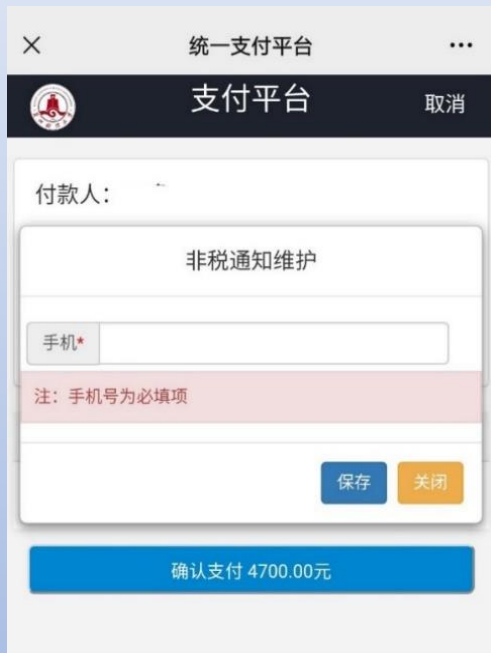 统一支付平台
支付平台
取消
付款人：
非税通知维护
手机*
注：手机号为必填项
保存
关闭
确认支付 4700.00元